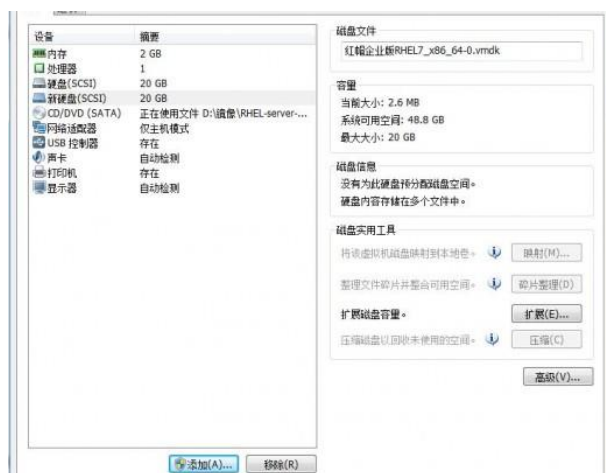 设备 摘要
内存 2 GB
处理器 1
硬盘(SCSI) 20 GB
新硬盘(SCSI) 20 GB
CD/DVD (SATA) 正在使用文件 D:\镜像\RHEL-server-...
网络适配器 仅主机模式
USB 控制器 存在
声卡 自动检测
打印机 存在
显示器 自动检测
添加(A)... 移除(R)
磁盘文件
红帽企业版RHEL7_x86_64-0.vmdk
容量
当前大小: 2.6 MB
系统可用空间: 48.8 GB
最大大小: 20 GB
磁盘信息
没有为此硬盘预分配磁盘空间。
硬盘内容存储在多个文件中。
磁盘实用工具
将该虚拟机磁盘映射到本地卷。 映射(M)...
整理文件碎片并整合可用空间。 碎片整理(D)
扩展磁盘容量。 扩展(E)...
压缩磁盘以回收未使用的空间。 压缩(C)
高级(V)...